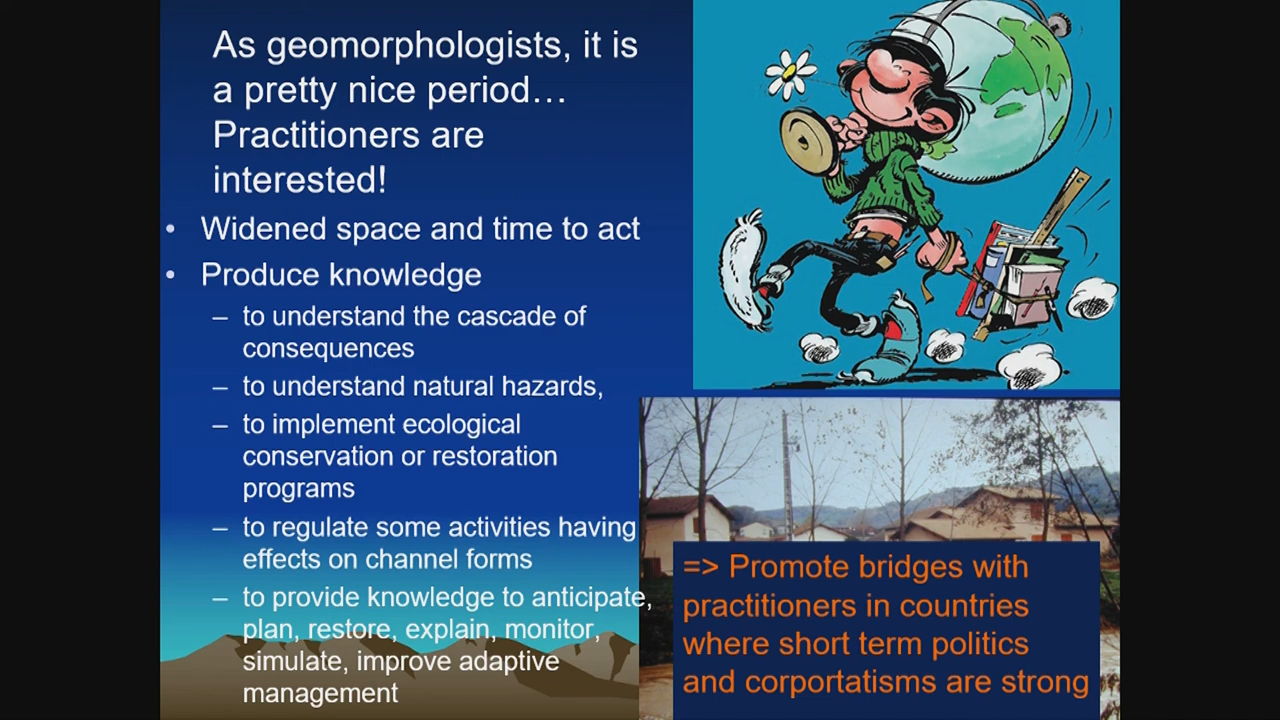 As geomorphologists, it is
a pretty nice period…
Practitioners are
interested!
• Widened space and time to act
• Produce knowledge
– to understand the cascade of
consequences
– to understand natural hazards,
– to implement ecological
conservation or restoration
programs
– to regulate some activities having
effects on channel forms
– to provide knowledge to anticipate,
plan, restore, explain, monitor,
simulate, improve adaptive
management
=> Promote bridges with
practitioners in countries
where short term politics
and corportatisms are strong